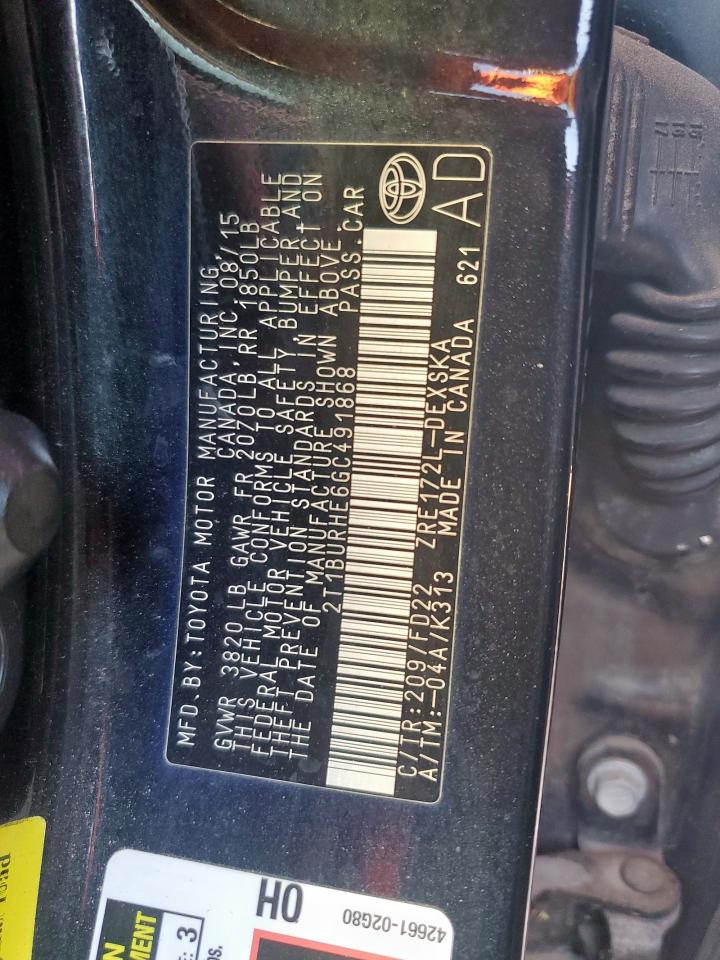 MFD.BY:TOYOTA MOTOR MANUFACTURING
CANADA, INC. 08/15
GVWR 3820 LB GAWR FR 2070LB RR 1850LB
THIS VEHICLE CONFORMS TO ALL APPLICABLE
FEDERAL MOTOR VEHICLE SAFETY, BUMPER AND
THEFT PREVENTION STANDARDS IN EFFECT ON
THE DATE OF MANUFACTURE SHOWN ABOVE.
2T1BURHE6GC491868 PASS.CAR
C/TR:209/FD22 ZRE172L-DEXSKA
A/TM:-04A/K313 MADE IN CANADA 621
AD
0H
42661-02G80
3